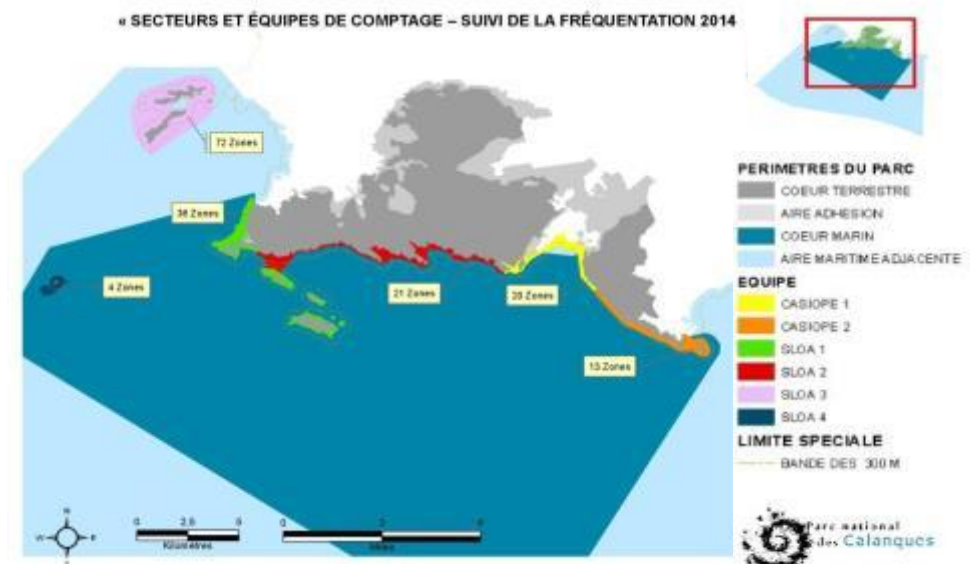 « SECTEURS ET ÉQUIPES DE COMPTAGE – SUIVI DE LA FRÉQUENTATION 2014
72 Zones
Zones
4 Zones
21 Zones
Zones
13 Zones
PERIMETRES DU PARC
COEUR TERRESTRE
AIRE ADHESION
COEUR MARIN
AIRE MARITIME ADJACENTE
EQUIPE
CASIOPE 1
CASIOPE 2
SLOA 1
SLOA 2
SLOA 3
SLOA 4
LIMITE SPECIALE
BANDE DES 300 M
N
W
E
0 2,5 5
Kilomètres
0
Parc national
des Calanques